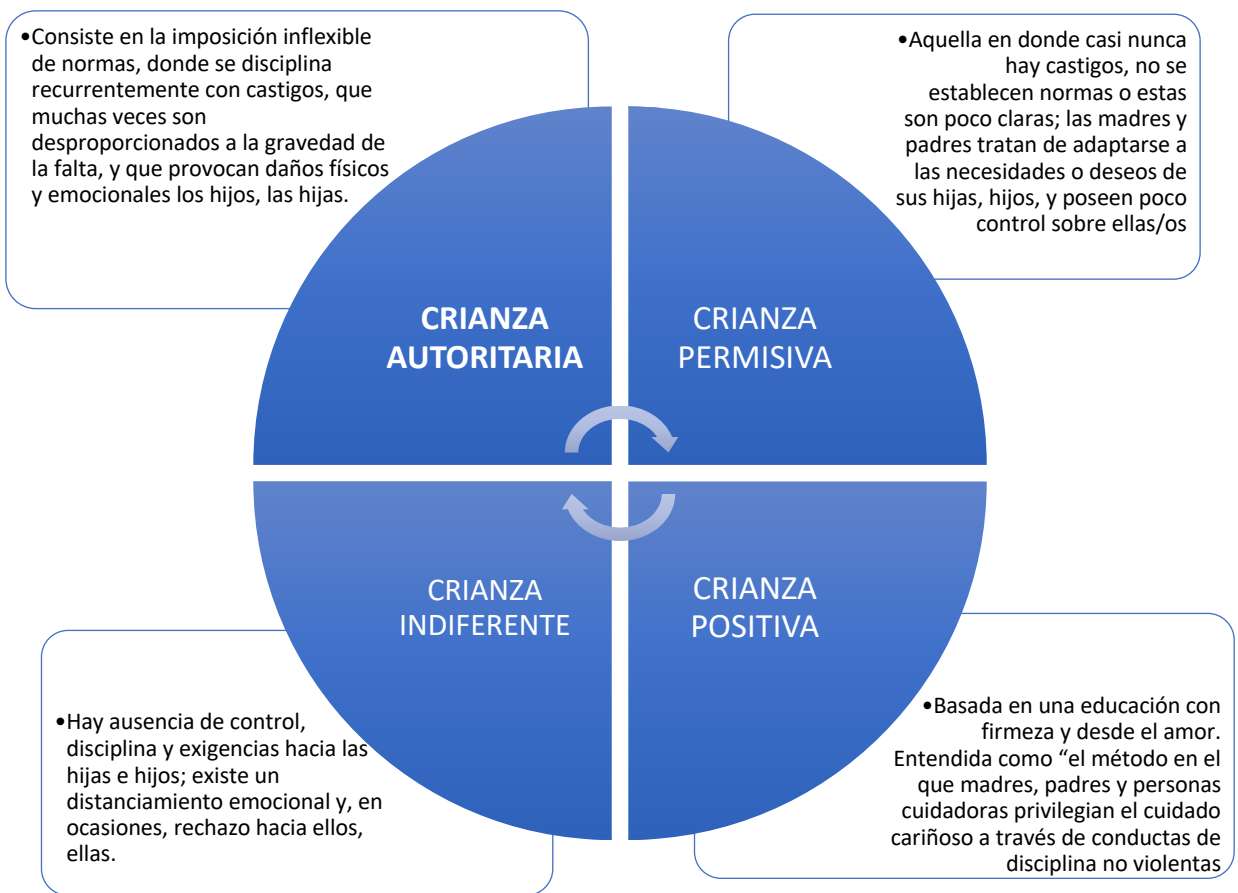 •Consiste en la imposición inflexible
de normas, donde se disciplina
recurrentemente con castigos, que
muchas veces son
desproporcionados a la gravedad de
la falta, y que provocan daños físicos
y emocionales los hijos, las hijas.
•Aquella en donde casi nunca
hay castigos, no se
establecen normas o estas
son poco claras; las madres y
padres tratan de adaptarse a
las necesidades o deseos de
sus hijas, hijos, y poseen poco
control sobre ellas/os
CRIANZA
AUTORITARIA
CRIANZA
PERMISIVA
CRIANZA
INDIFERENTE
CRIANZA
POSITIVA
•Hay ausencia de control,
disciplina y exigencias hacia las
hijas e hijos; existe un
distanciamiento emocional y, en
ocasiones, rechazo hacia ellos,
ellas.
•Basada en una educación con
firmeza y desde el amor.
Entendida como “el método en el
que madres, padres y personas
cuidadoras privilegian el cuidado
cariñoso a través de conductas de
disciplina no violentas